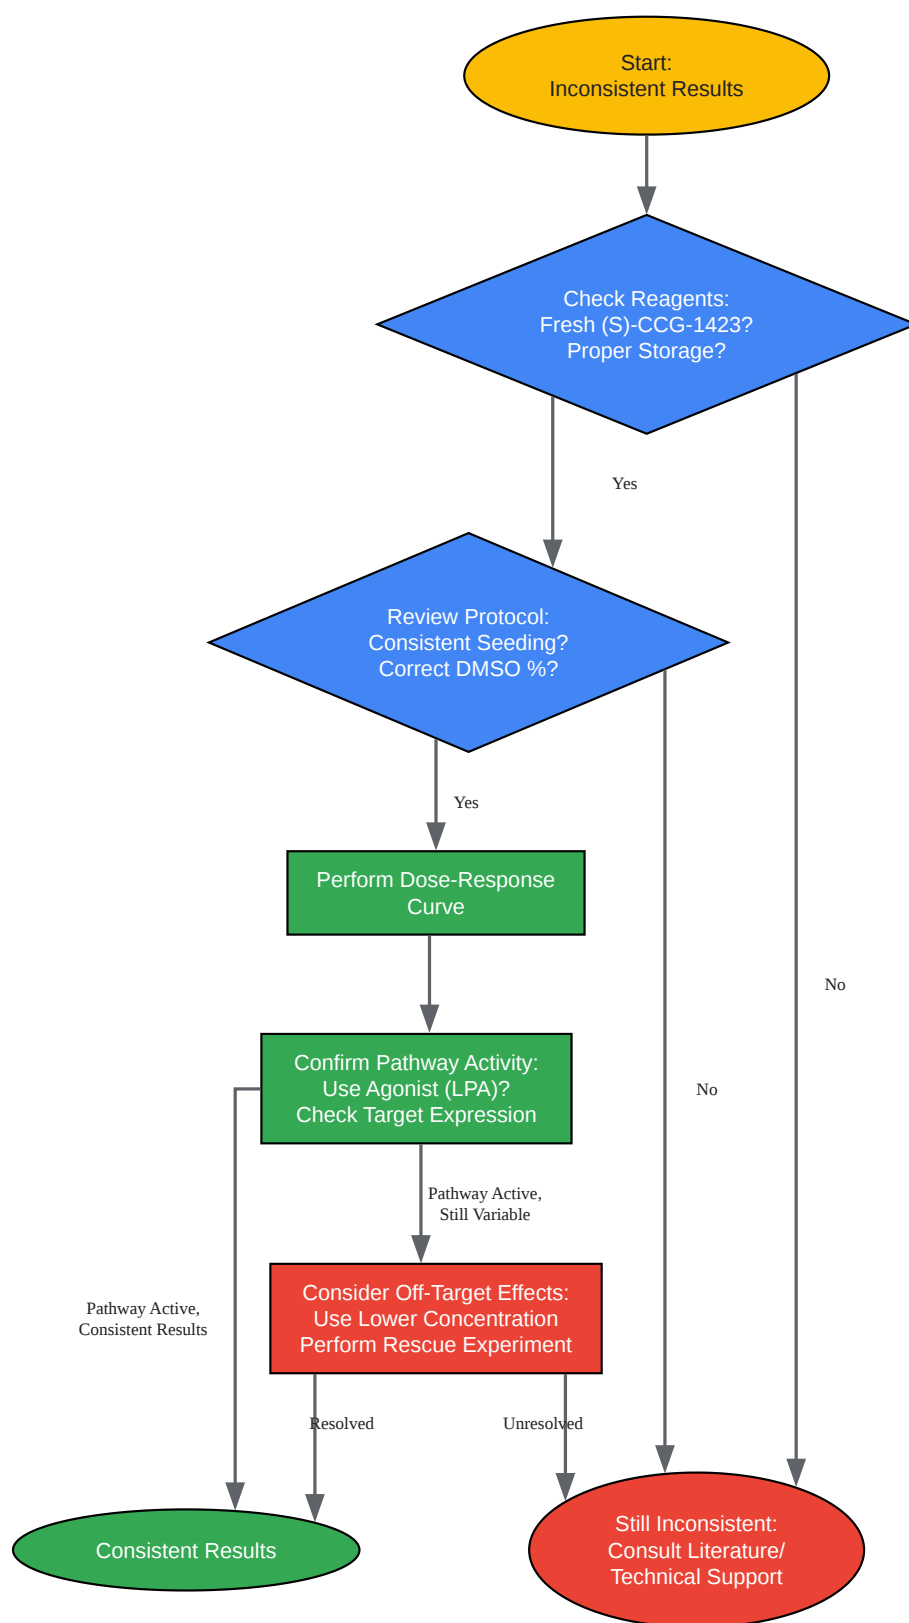 Start:
Inconsistent Results
Check Reagents:
Fresh (S)-CCG-1423?
Proper Storage?
Yes
Review Protocol:
Consistent Seeding?
Correct DMSO %?
Yes
Perform Dose-Response
Curve
No
Confirm Pathway Activity:
Use Agonist (LPA)?
Check Target Expression
No
Pathway Active,
Still Variable
Consider Off-Target Effects:
Use Lower Concentration
Perform Rescue Experiment
Pathway Active,
Consistent Results
Resolved
Unresolved
Consistent Results
Still Inconsistent:
Consult Literature/
Technical Support